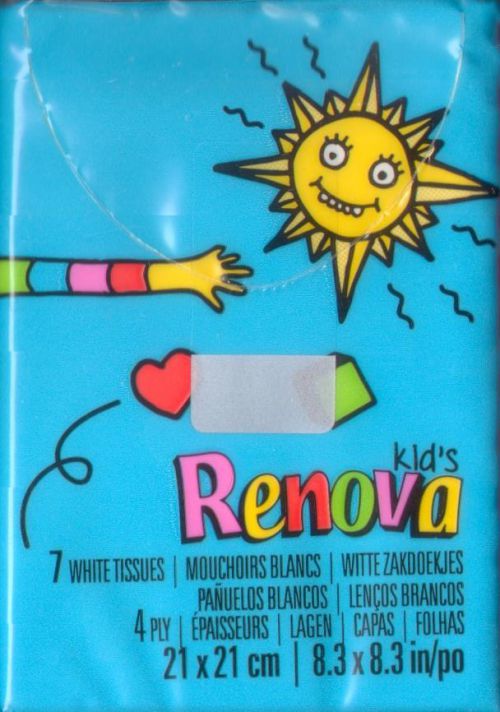 kid's
Renova
7 WHITE TISSUES | MOUCHOIRS BLANCS | WITTE ZAKDOEKJES
PAÑUELOS BLANCOS | LENÇOS BRANCOS
4 PLY | ÉPAISSEURS | LAGEN | CAPAS | FOLHAS
21 x 21 cm | 8.3 x 8.3 in/po